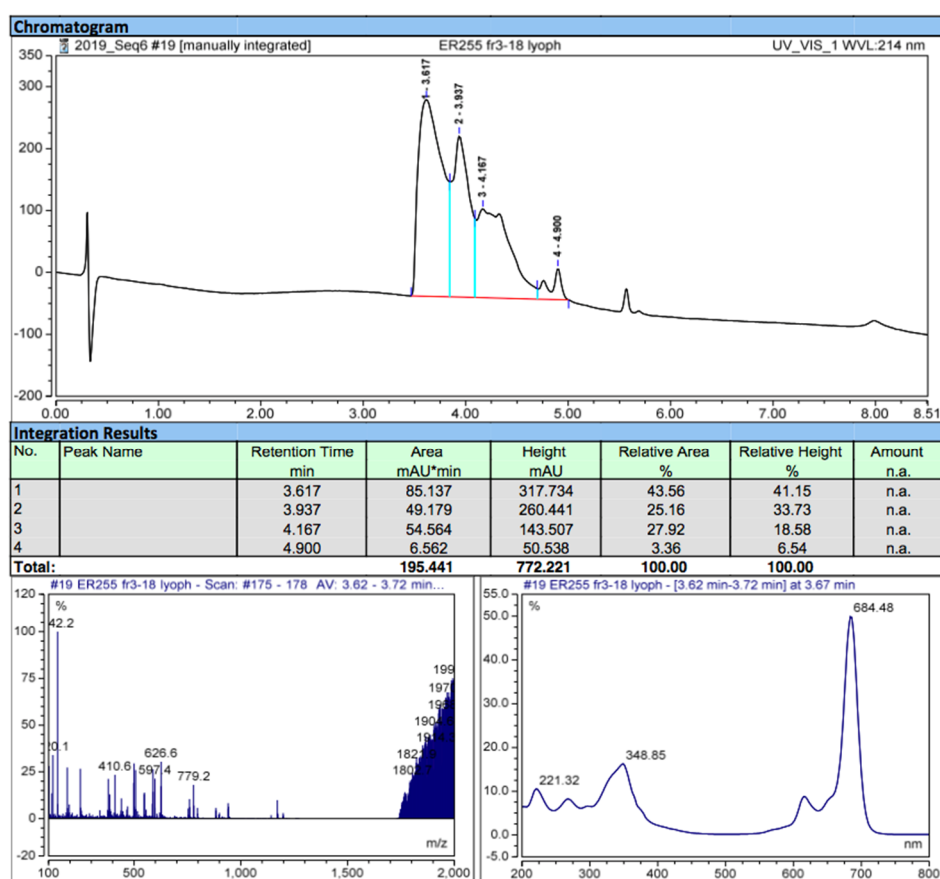 Chromatogram
2019_Seq6 #19 [manually integrated] ER255 fr3-18 lyoph UV_VIS_1 WVL:214 nm
350
300
200
100
0
-100
-200
1 - 3.617
2 - 3.937
3 - 4.167
4 - 4.900
0.00 1.00 2.00 3.00 4.00 5.00 6.00 7.00 8.00 8.51
Integration Results
No. Peak Name Retention Time Area Height Relative Area Relative Height Amount
min mAU*min mAU % % n.a.
1 3.617 85.137 317.734 43.56 41.15 n.a.
2 3.937 49.179 260.441 25.16 33.73 n.a.
3 4.167 54.564 143.507 27.92 18.58 n.a.
4 4.900 6.562 50.538 3.36 6.54 n.a.
Total: 195.441 772.221 100.00 100.00
#19 ER255 fr3-18 lyoph - Scan: #175 - 178 AV: 3.62 - 3.72 min...
120
%
100
75
50
25
0
-20
42.2
20.1
410.6
597.4
626.6
779.2
199
197
1904
1821
1802
m/z
100 500 1,000 1,500 2,000
#19 ER255 fr3-18 lyoph - [3.62 min-3.72 min] at 3.67 min
55.0
%
40.0
30.0
20.0
10.0
0.0
-5.0
221.32
348.85
684.48
nm
200 300 400 500 600 700 800